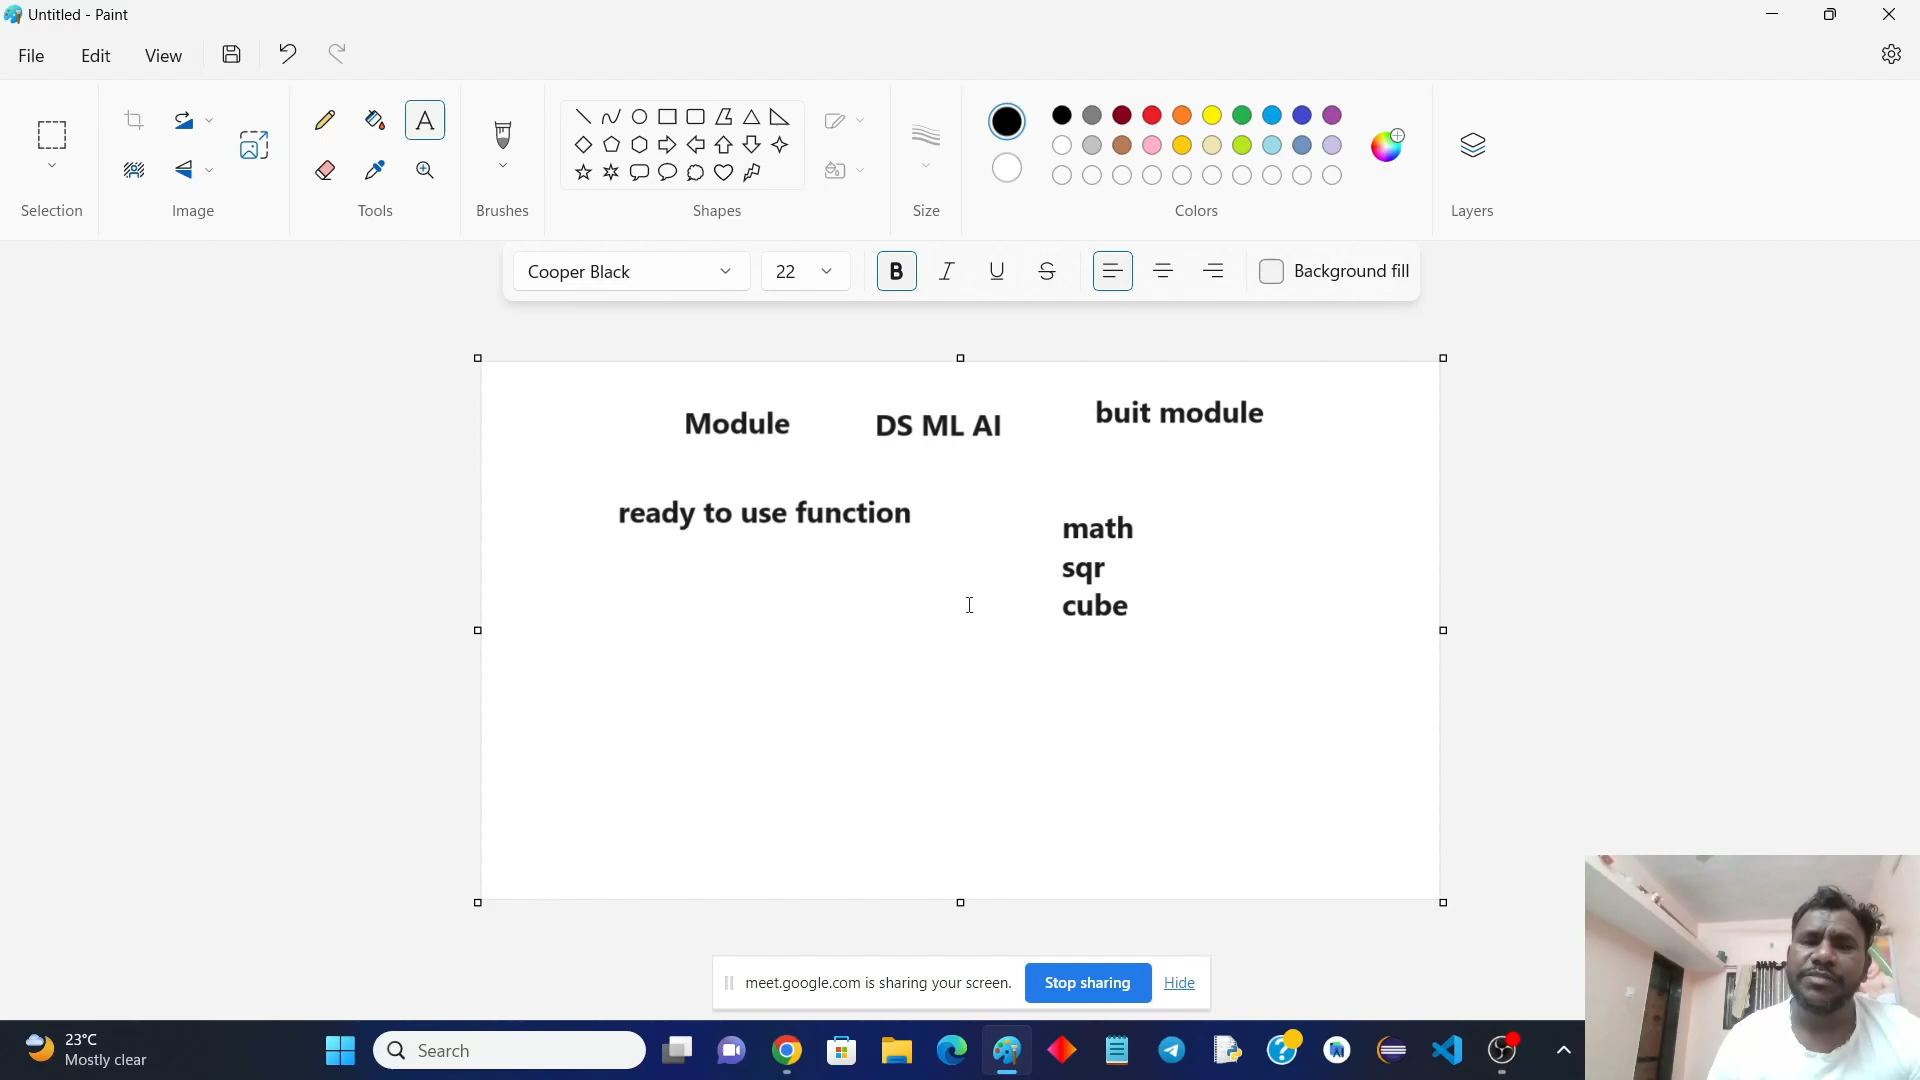 Untitled - Paint
File Edit View
Selection Image Tools Brushes Shapes Size Colors Layers
Cooper Black 22 B I U S Background fill
Module DS ML AI buit module
ready to use function
math
sqr
cube
meet.google.com is sharing your screen. Stop sharing Hide
23°C
Mostly clear
Search